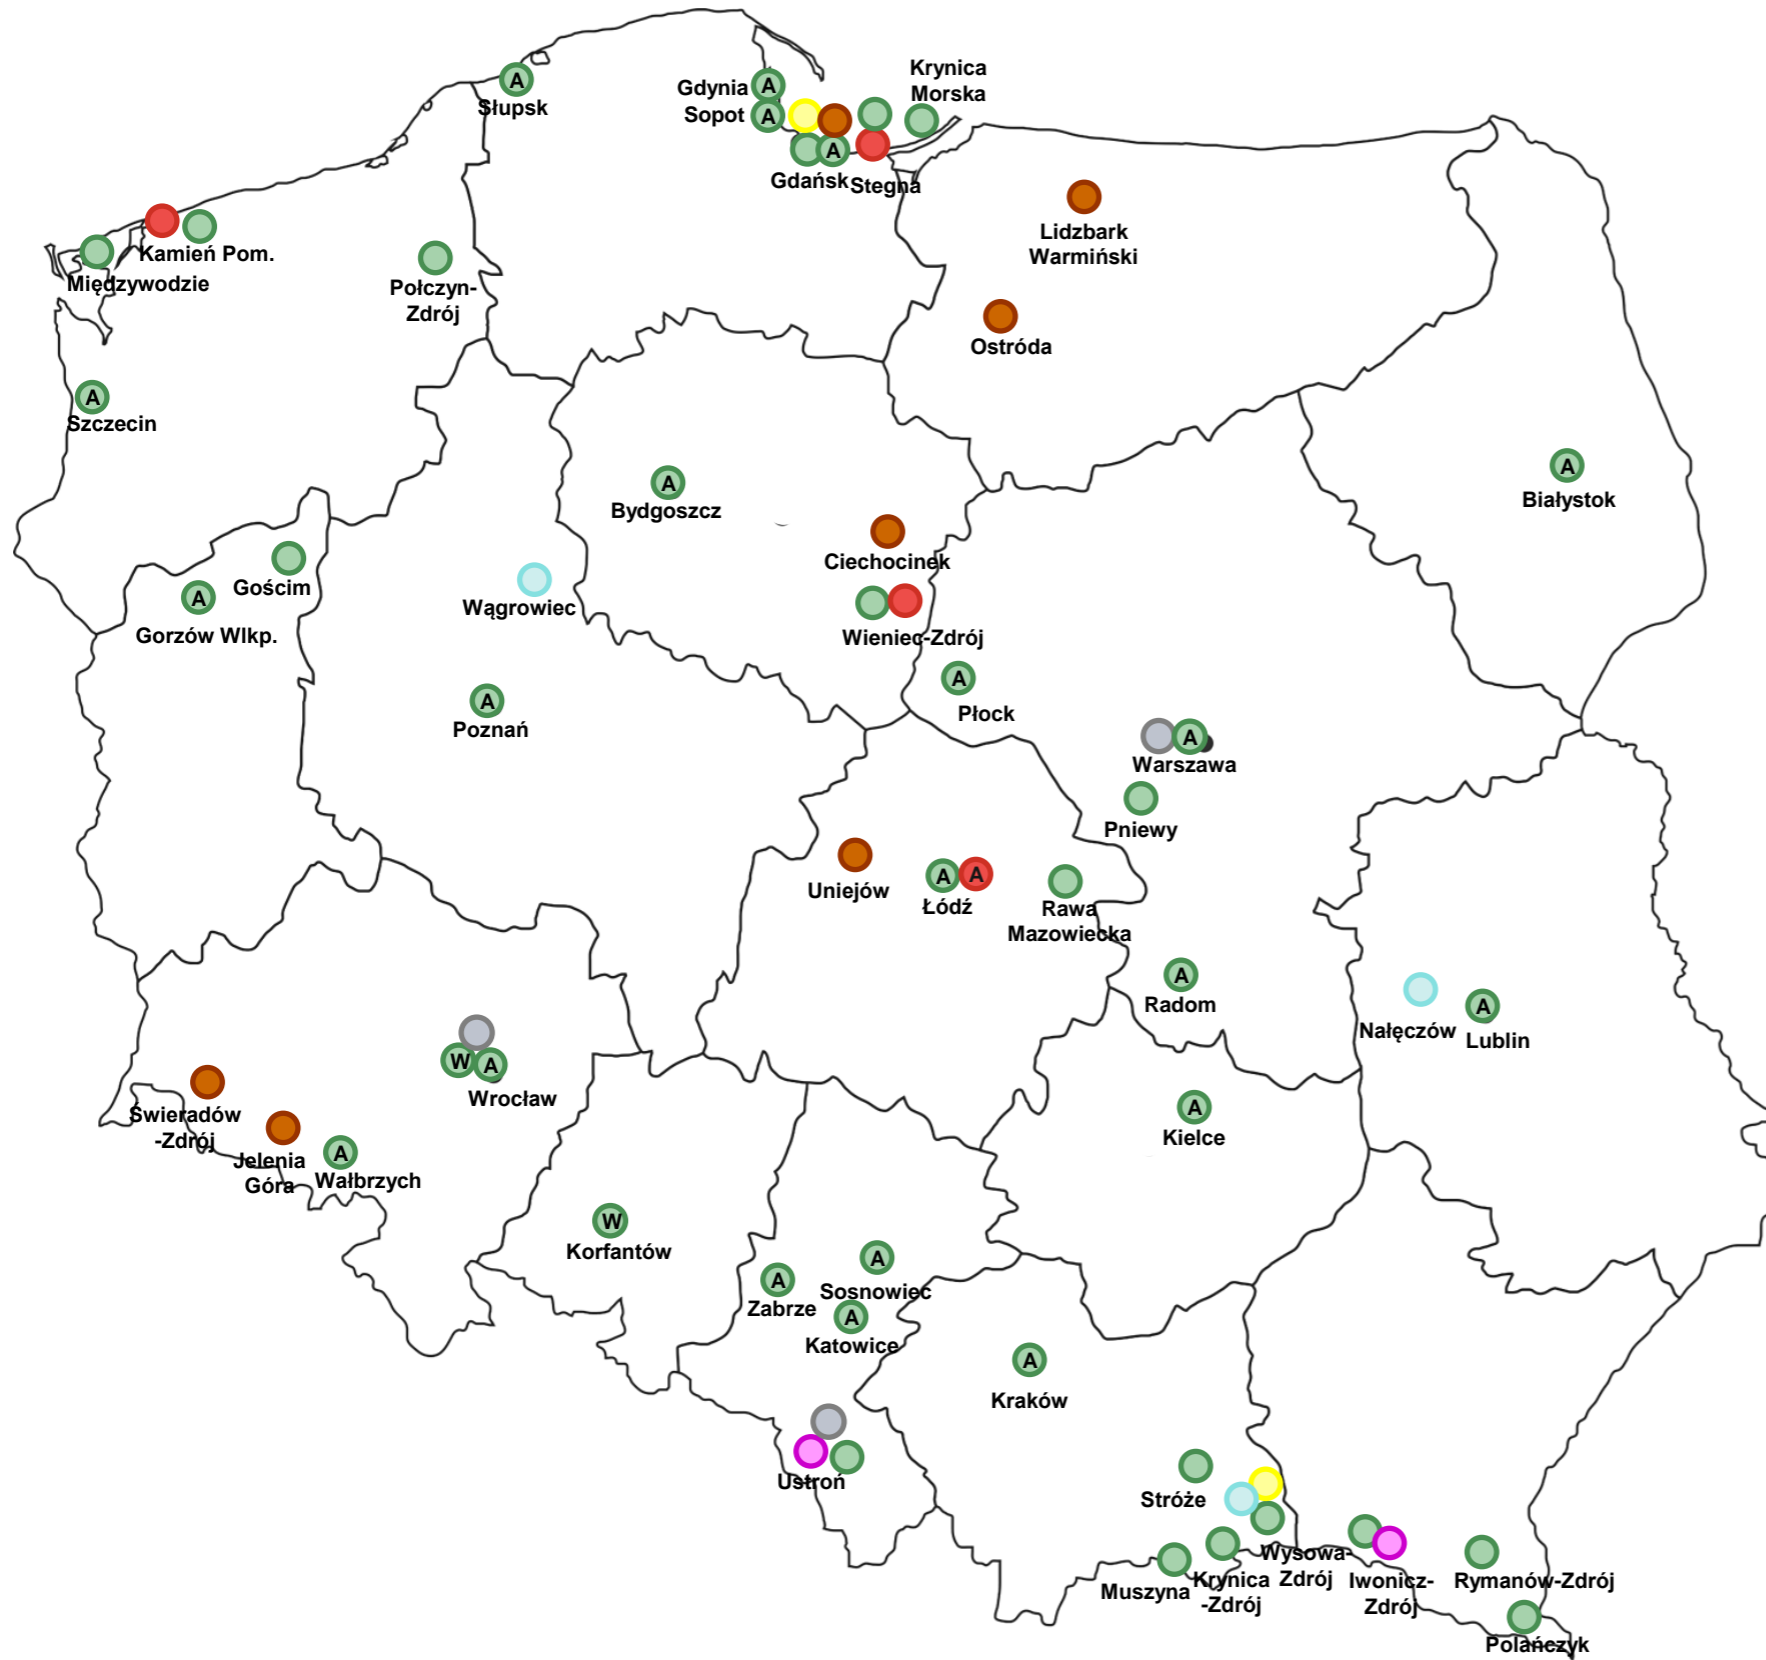 A
Słupsk
Gdynia
A
Sopot
A
Krynica
Morska
A
Gdańsk
Stegna
Lidzbark
Warmiński
Kamień Pom.
Międzywodzie
Połczyn-
Zdrój
Ostróda
A
Szczecin
A
Bydgoszcz
A
Białystok
Ciechocinek
Gościm
A
Gorzów Wlkp.
Wągrowiec
Wieniec-Zdrój
A
Płock
A
Poznań
A
Warszawa
Pniewy
Uniejów
A
A
Łódź
Rawa
Mazowiecka
A
Radom
Nałęczów
A
Lublin
W
A
Wrocław
Świeradów
-Zdrój
Jelenia
Góra
A
Wałbrzych
A
Kielce
W
Korfantów
A
Zabrze
A
Sosnowiec
A
Katowice
A
Kraków
Ustroń
Stróże
Muszyna
Krynica
-Zdrój
Wysowa-
Zdrój
Iwonicz-
Zdrój
Rymanów-Zdrój
Polańczyk